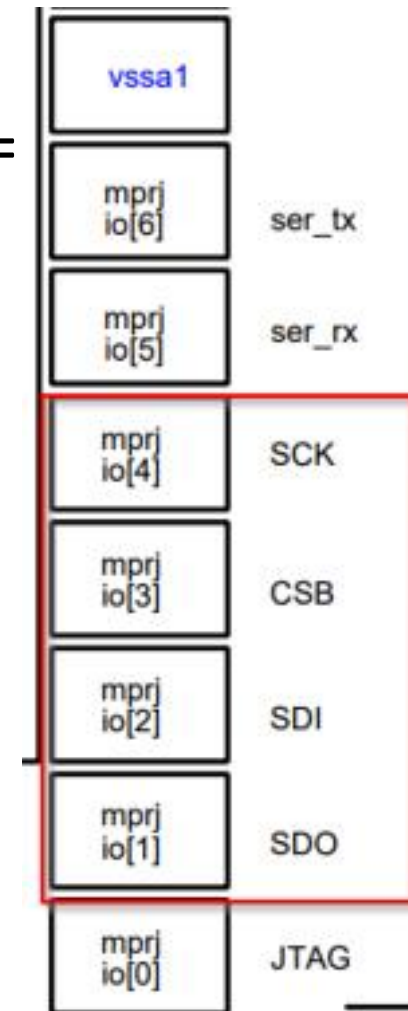 vssa1
mprj
io[6]
ser_tx
mprj
io[5]
ser_rx
mprj
io[4]
SCK
mprj
io[3]
CSB
mprj
io[2]
SDI
mprj
io[1]
SDO
mprj
io[0]
JTAG